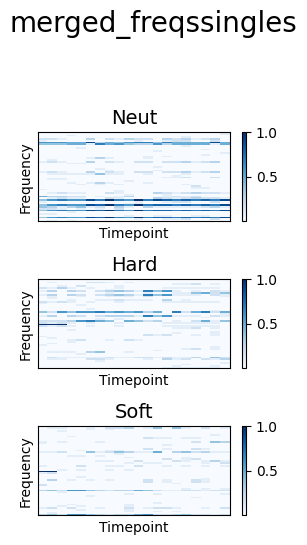 merged_freqssingles
Neut
Frequency
Timepoint
1.0
0.5
Hard
Frequency
Timepoint
1.0
0.5
Soft
Frequency
Timepoint
1.0
0.5